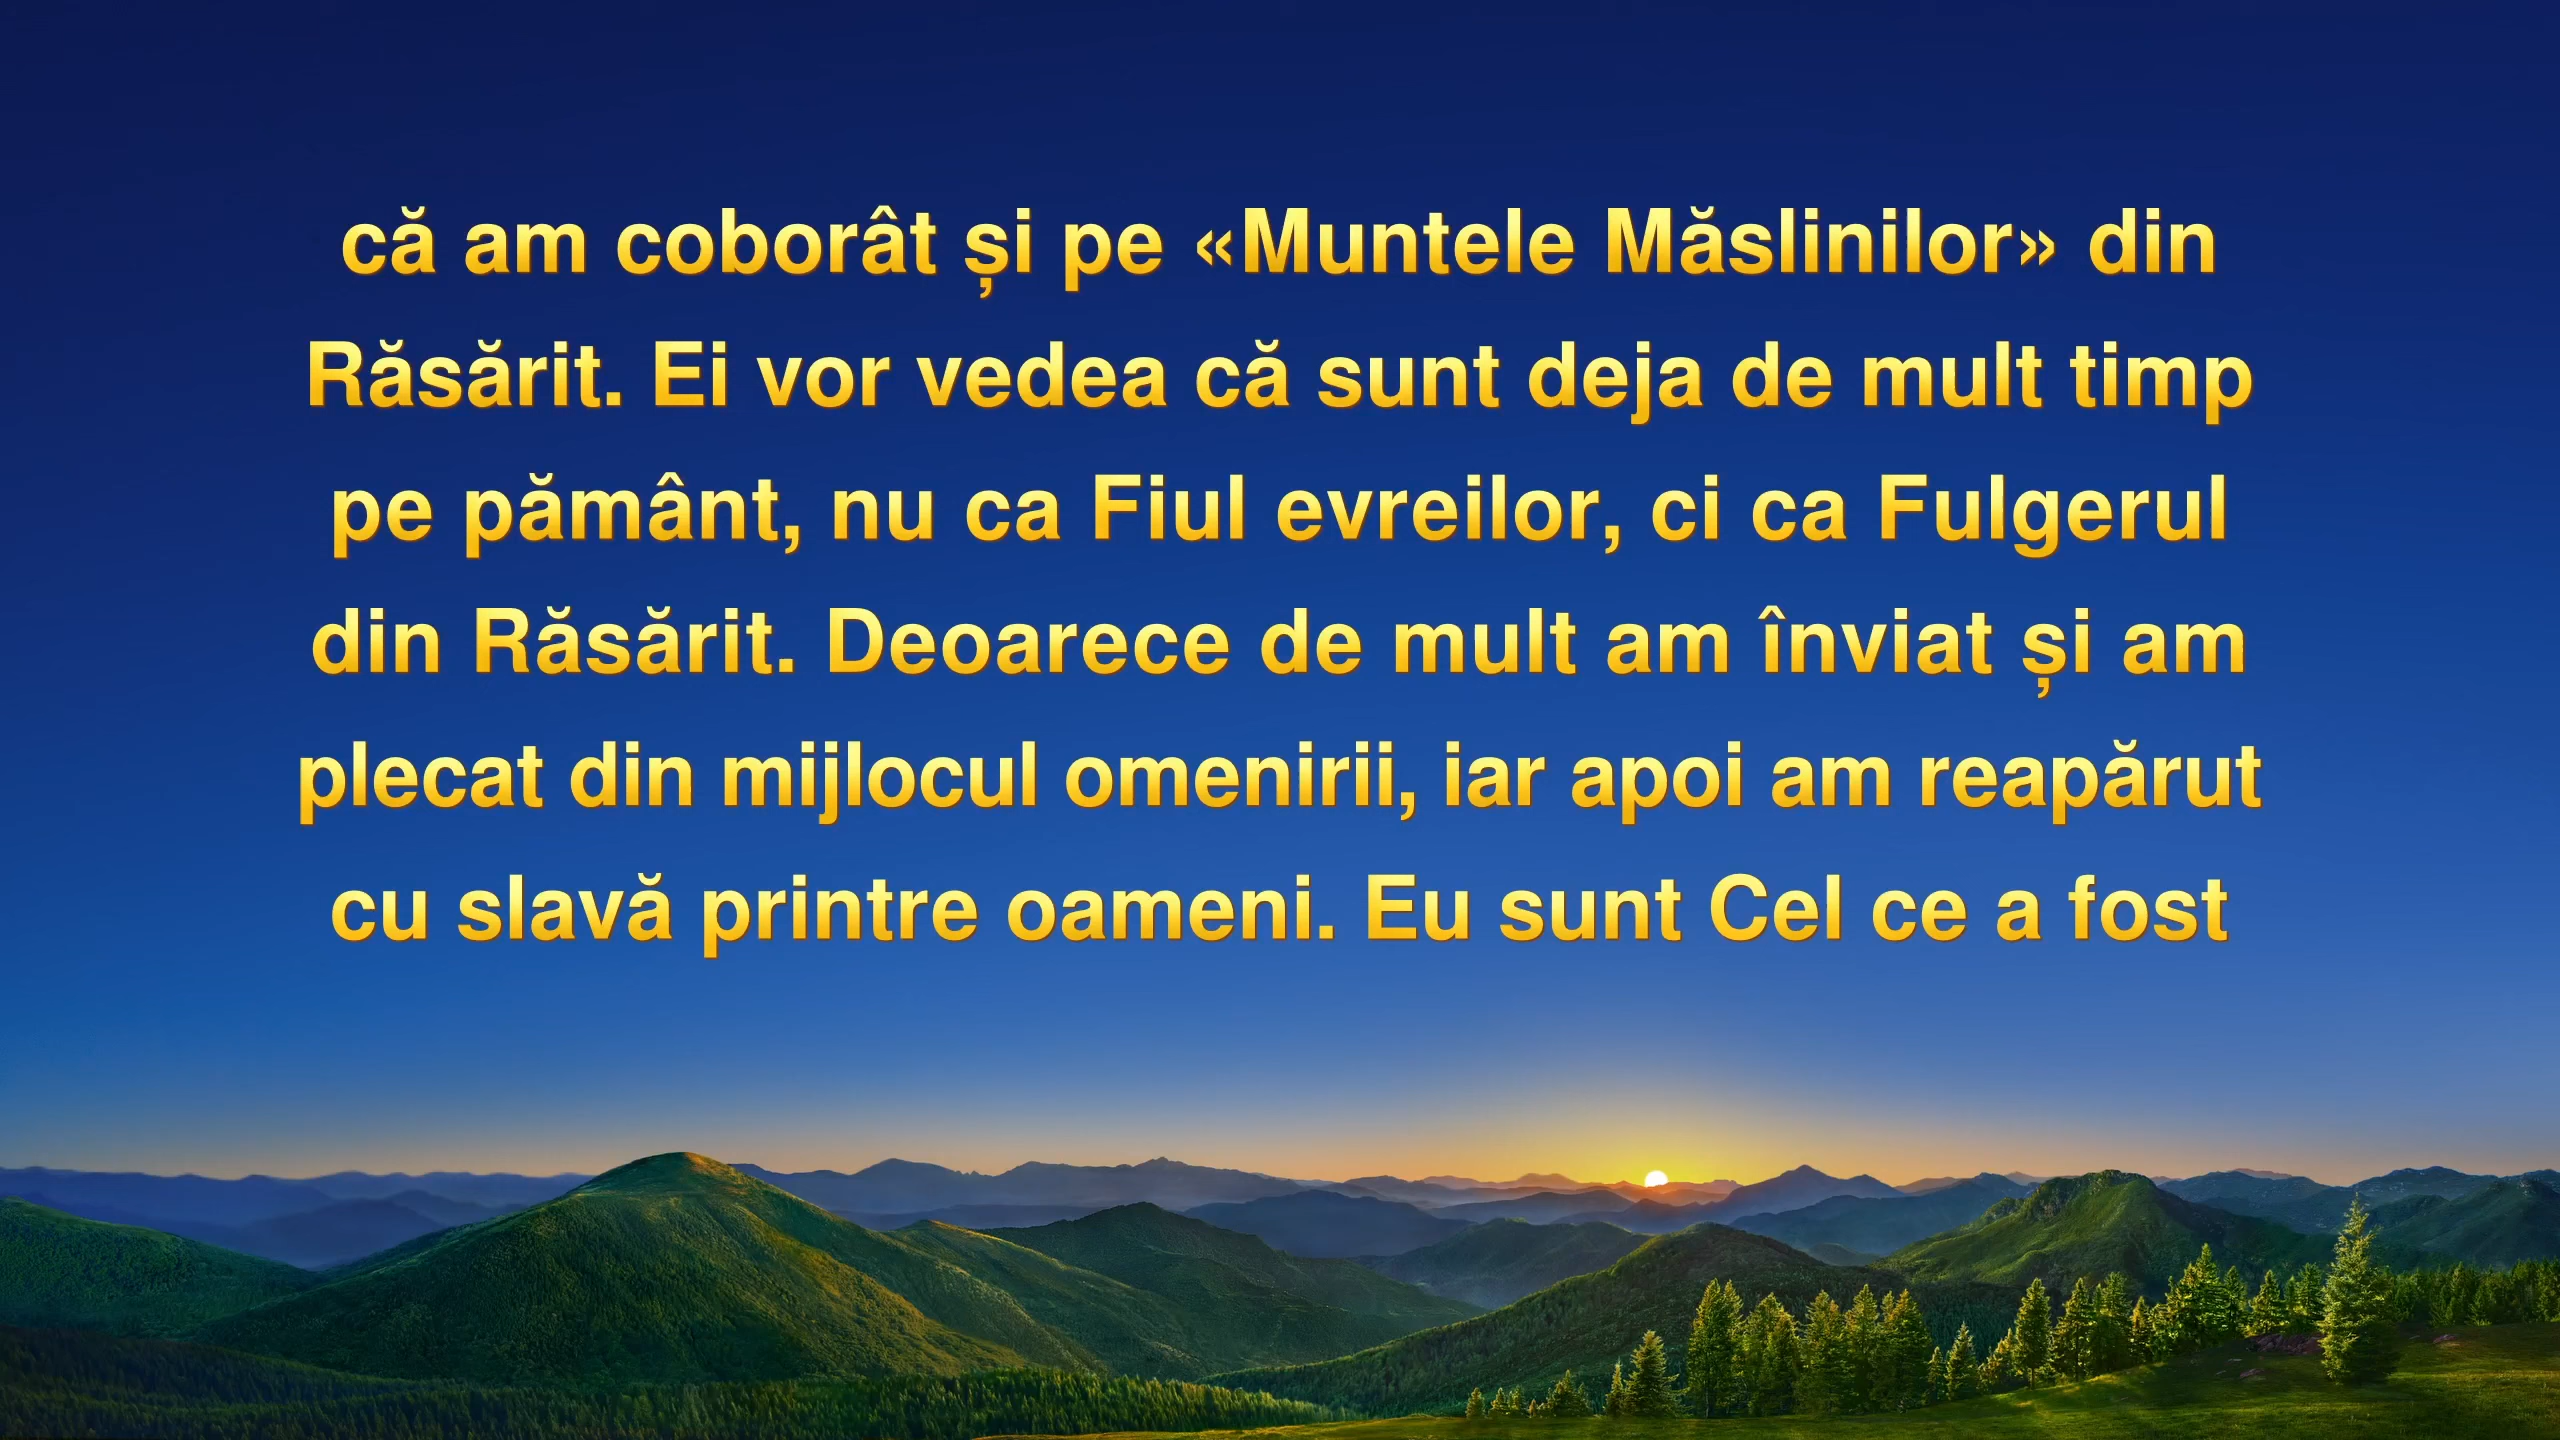 că am coborât și pe «Muntele Măslinilor» din
Răsărit. Ei vor vedea că sunt deja de mult timp
pe pământ, nu ca Fiul evreilor, ci ca Fulgerul
din Răsărit. Deoarece de mult am înviat și am
plecat din mijlocul omenirii, iar apoi am reapărut
cu slavă printre oameni. Eu sunt Cel ce a fost